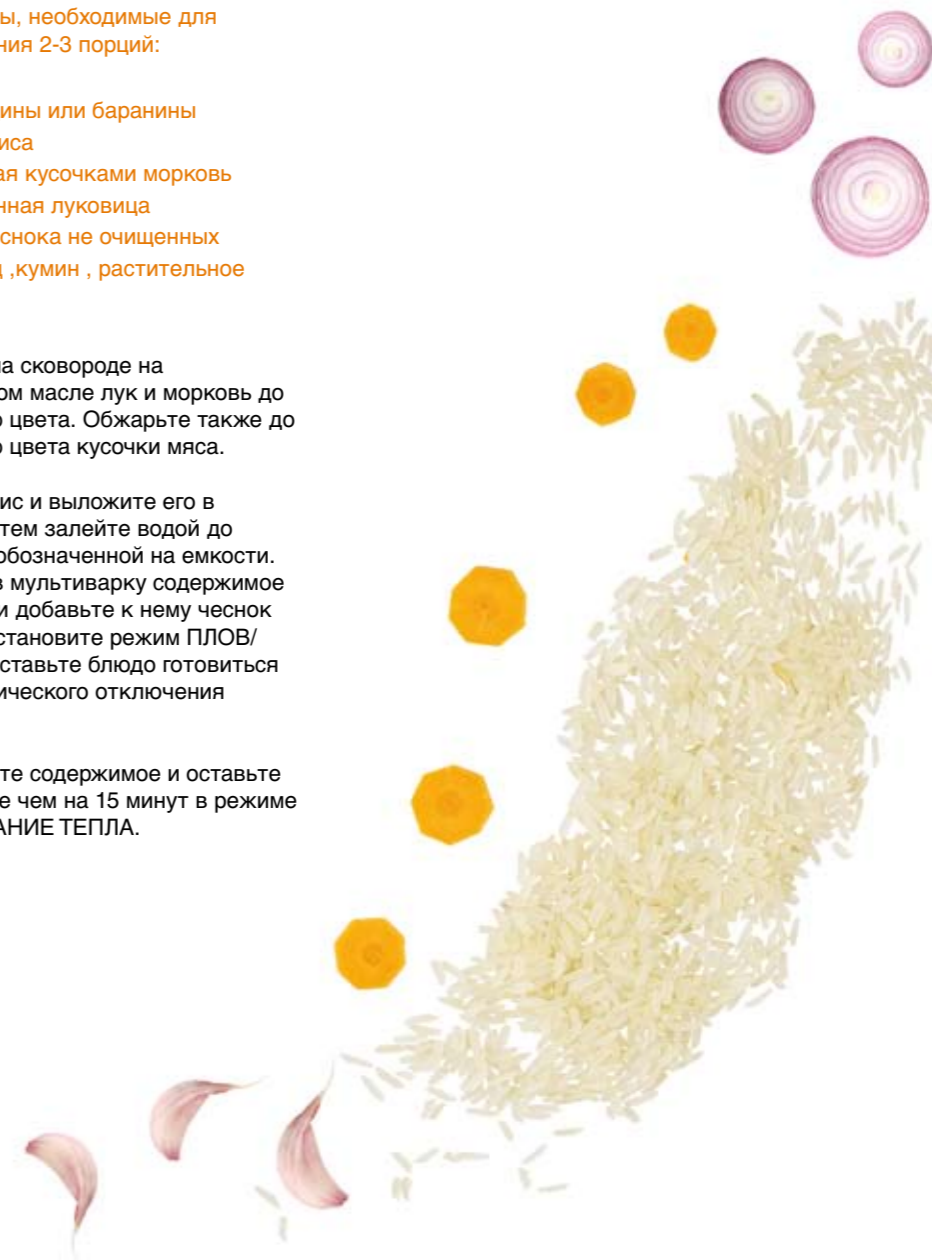 ы, необходимые для
ния 2-3 порций:
ины или баранины
иса
ая кусочками морковь
нная луковица
снока не очищенных
д ,кумин , растительное
на сковороде на
ом масле лук и морковь до
о цвета. Обжарьте также до
о цвета кусочки мяса.
ис и выложите его в
тем залейте водой до
обозначенной на емкости.
в мультиварку содержимое
и добавьте к нему чеснок
становите режим ПЛОВ/
ставьте блюдо готовиться
ического отключения
те содержимое и оставьте
е чем на 15 минут в режиме
АНИЕ ТЕПЛА.